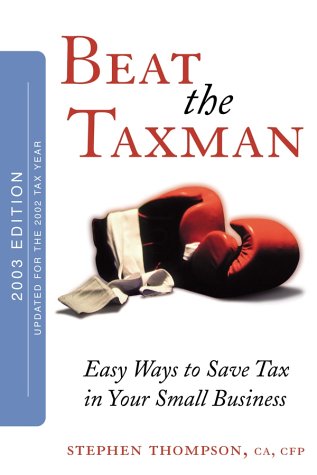 BEAT
the
TAXMAN
2003 EDITION
UPDATED FOR THE 2002 TAX YEAR
Easy Ways to Save Tax
in Your Small Business
STEPHEN THOMPSON, CA, CFP